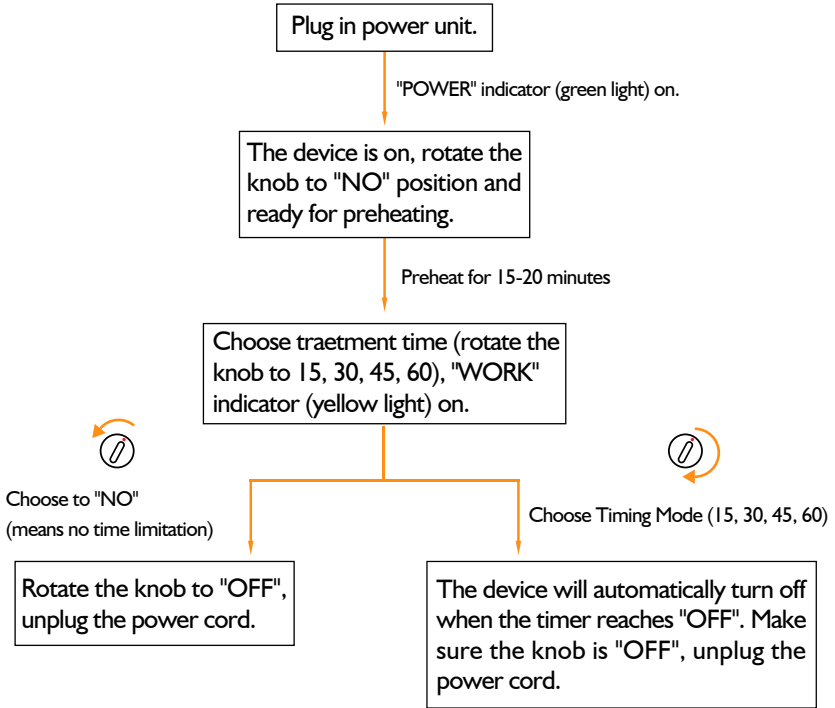 Plug in power unit.
"POWER" indicator (green light) on.
The device is on, rotate the
knob to "NO" position and
ready for preheating.
Preheat for 15-20 minutes
Choose traetment time (rotate the
knob to 15, 30, 45, 60), "WORK"
indicator (yellow light) on.
Choose to "NO"
(means no time limitation)
Choose Timing Mode (15, 30, 45, 60)
Rotate the knob to "OFF",
unplug the power cord.
The device will automatically turn off
when the timer reaches "OFF". Make
sure the knob is "OFF", unplug the
power cord.